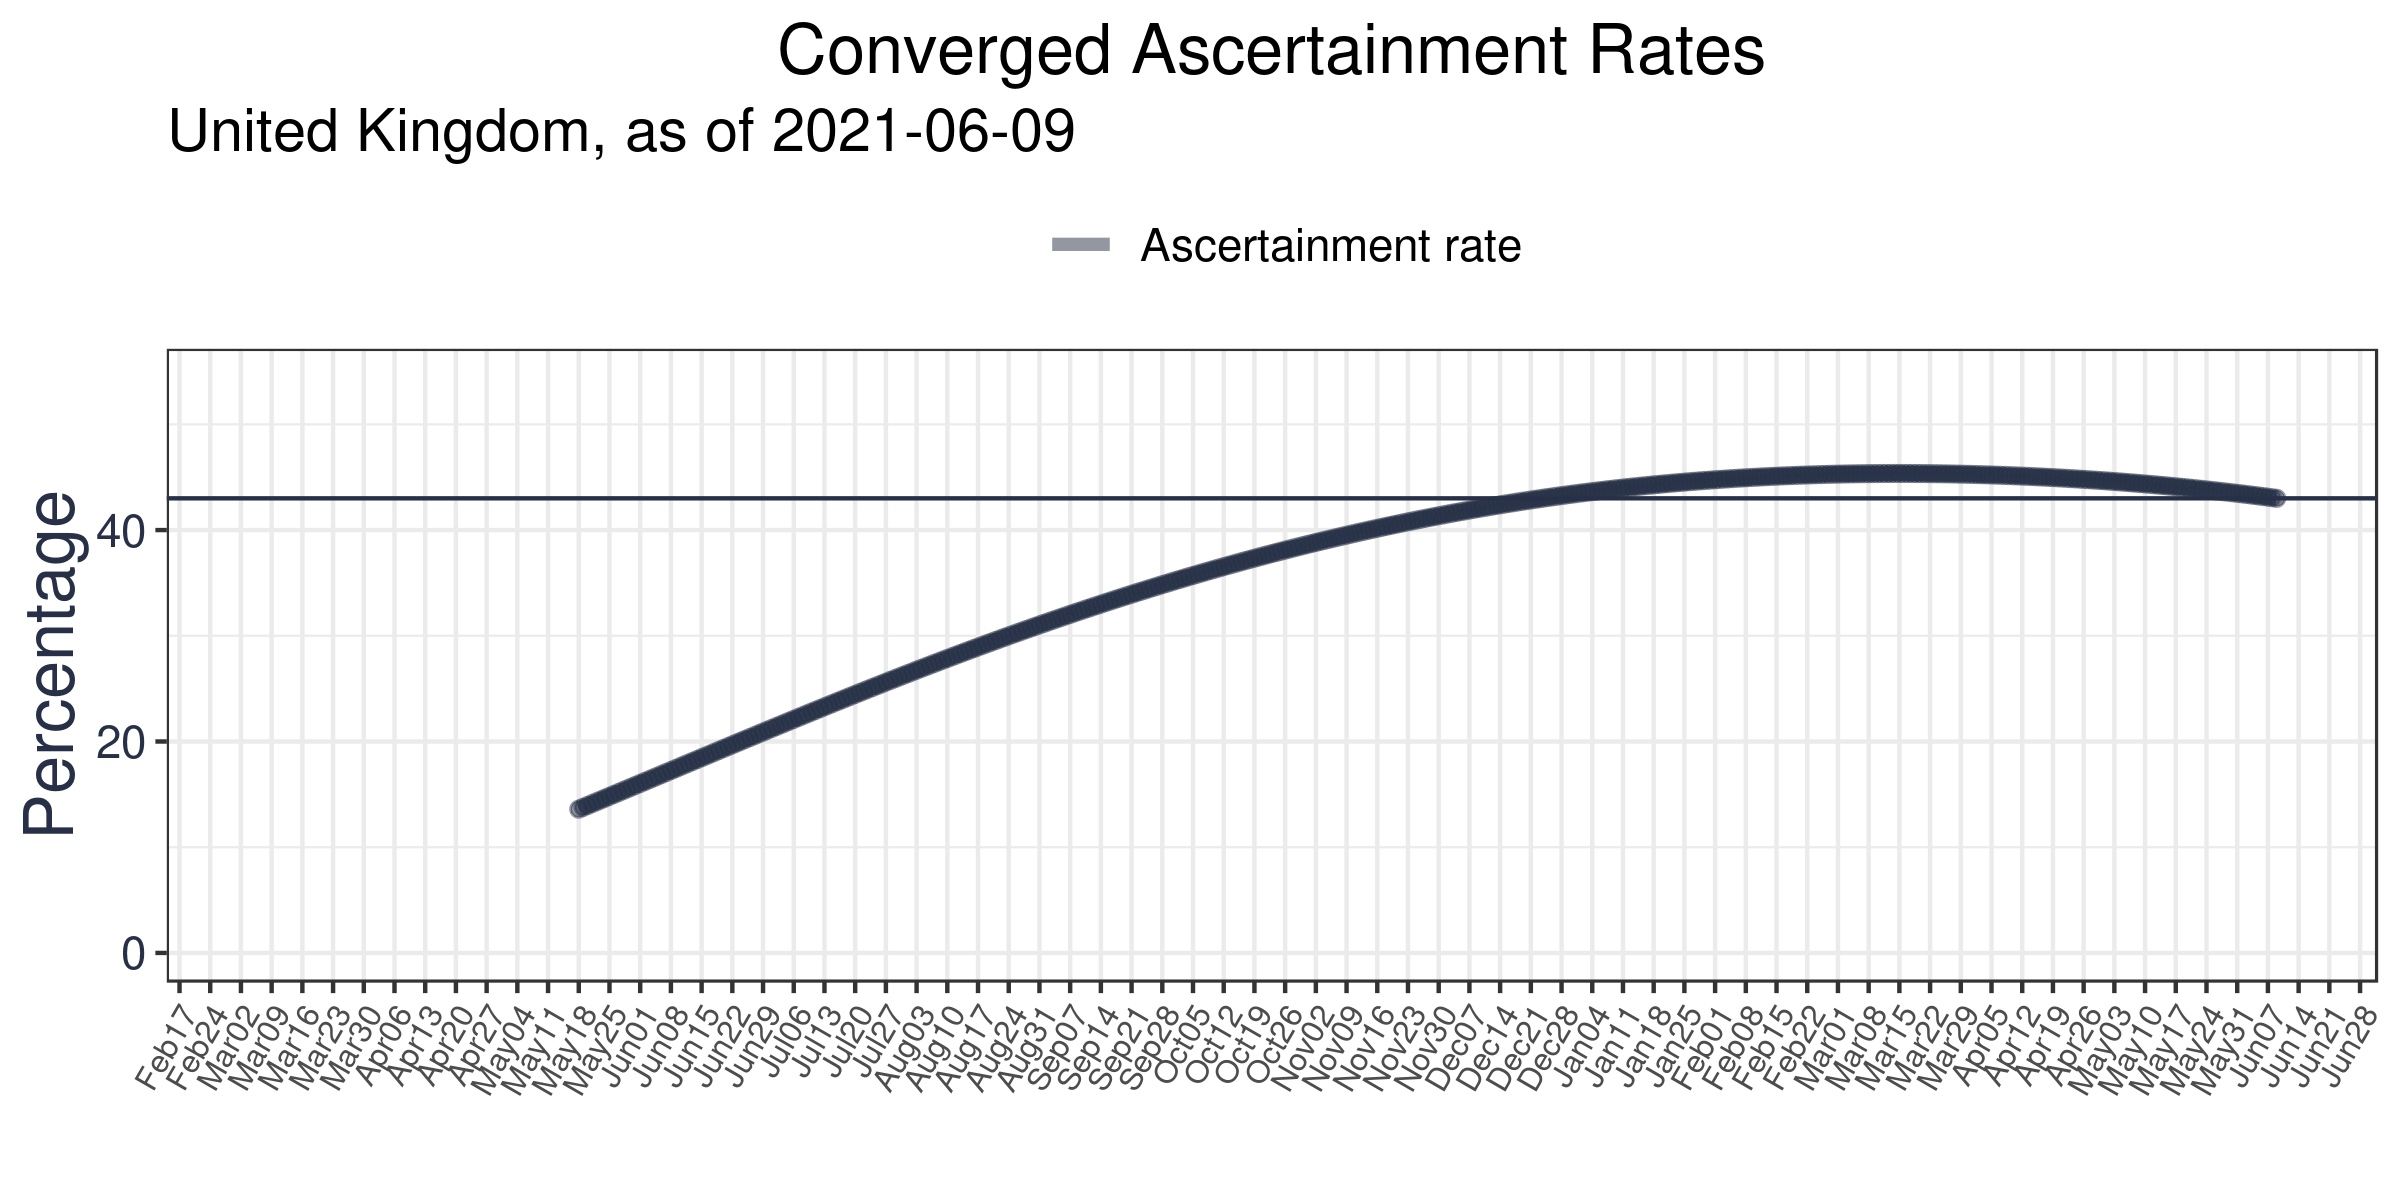 Converged Ascertainment Rates
United Kingdom, as of 2021-06-09
Ascertainment rate
Percentage
40
20
0
Feb17 Feb24 Mar02 Mar09 Mar16 Mar23 Mar30 Apr06 Apr13 Apr20 Apr27 May04 May11 May18 May25 Jun01 Jun08 Jun15 Jun22 Jun29 Jul06 Jul13 Jul20 Jul27 Aug03 Aug10 Aug17 Aug24 Aug31 Sep07 Sep14 Sep21 Sep28 Oct05 Oct12 Oct19 Oct26 Nov02 Nov09 Nov16 Nov23 Nov30 Dec07 Dec14 Dec21 Dec28 Jan04 Jan11 Jan18 Jan25 Feb01 Feb08 Feb15 Feb22 Mar01 Mar08 Mar15 Mar22 Mar29 Apr05 Apr12 Apr19 Apr26 May03 May10 May17 May24 May31 Jun07 Jun14 Jun21 Jun28